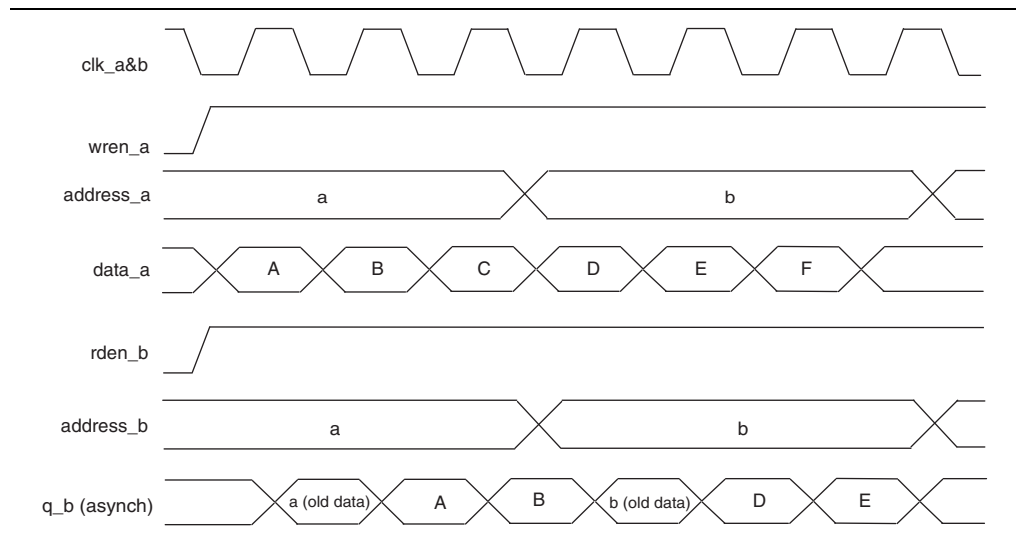 clk_a&b
wren_a
address_a a b
data_a A B C D E F
rden_b
address_b a b
q_b (asynch) a (old data) A B b (old data) D E